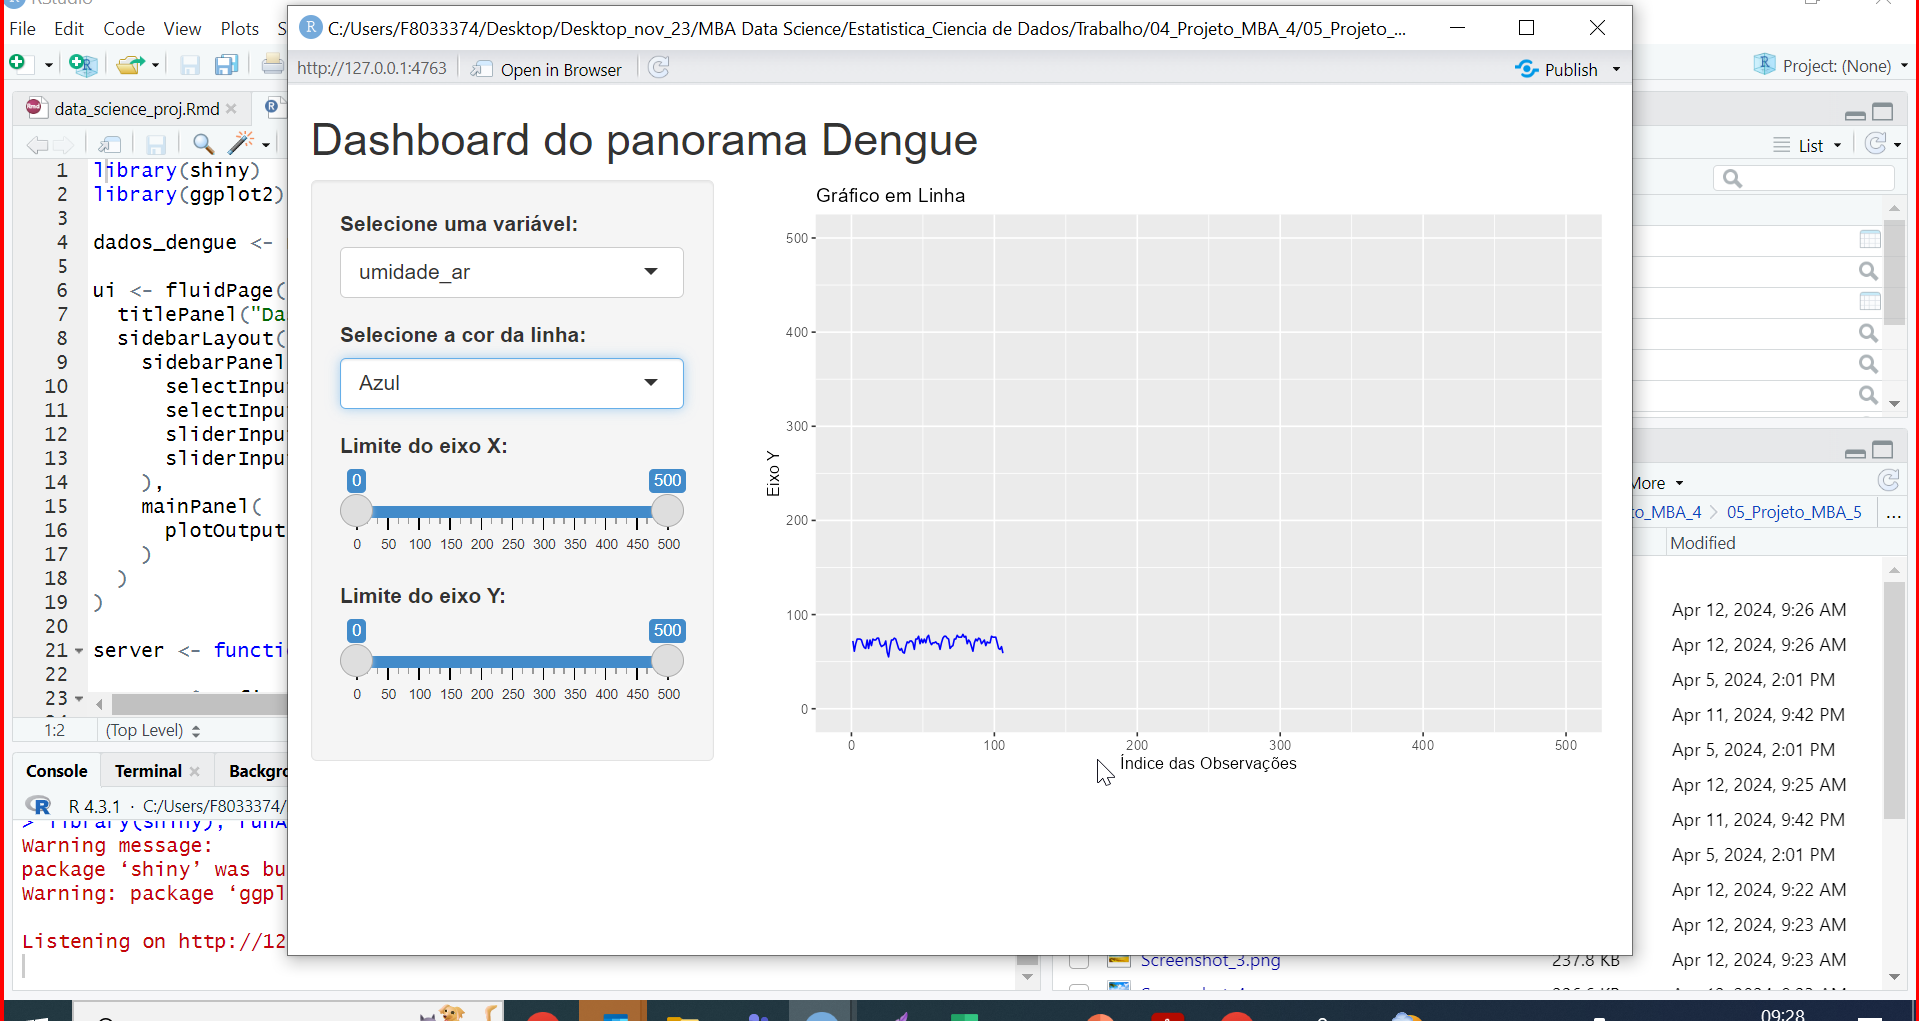 RStudio
File Edit Code View Plots S
C:/Users/F8033374/Desktop/Desktop_nov_23/MBA Data Science/Estatistica_Ciencia de Dados/Trabalho/04_Projeto_MBA_4/05_Projeto_...
http://127.0.0.1:4763 Open in Browser Publish
Project: (None)
data_science_proj.Rmd
List
1 library(shiny)
2 library(ggplot2)
3
4 dados_dengue <-
5
6 ui <- fluidPage(
7 titlePanel("Da
8 sidebarLayout(
9 sidebarPanel
10 selectInpu
11 selectInpu
12 sliderInpu
13 sliderInpu
14 ),
15 mainPanel(
16 plotOutput
17 )
18 )
19 )
20
21 server <- functi
22
23
1:2 (Top Level)
Console Terminal Backgro
R 4.3.1 · C:/Users/F8033374/
> library(shiny); runA
Warning message:
package ‘shiny’ was bu
Warning: package ‘ggpl
Listening on http://12
Dashboard do panorama Dengue
Selecione uma variável:
umidade_ar
Selecione a cor da linha:
Azul
Limite do eixo X:
0 500
0 50 100 150 200 250 300 350 400 450 500
Limite do eixo Y:
0 500
0 50 100 150 200 250 300 350 400 450 500
Gráfico em Linha
Eixo Y
500
400
300
200
100
0
0 100 200 300 400 500
Índice das Observações
More
to_MBA_4 05_Projeto_MBA_5 ...
Modified
Apr 12, 2024, 9:26 AM
Apr 12, 2024, 9:26 AM
Apr 5, 2024, 2:01 PM
Apr 11, 2024, 9:42 PM
Apr 5, 2024, 2:01 PM
Apr 12, 2024, 9:25 AM
Apr 11, 2024, 9:42 PM
Apr 5, 2024, 2:01 PM
Apr 12, 2024, 9:22 AM
Apr 12, 2024, 9:23 AM
Screenshot_3.png 237.8 KB Apr 12, 2024, 9:23 AM
09:28